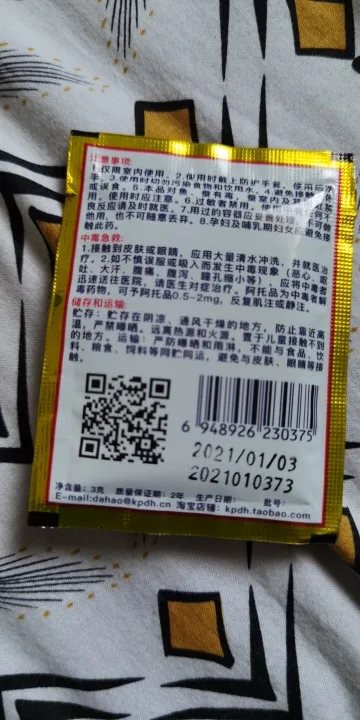 注意事项:
1.仅限室内使用。2.使用时戴上防护手套，使用后洗
手。3.使用时切勿污染食物和饮用水。4.避免接触
或误食。5.本品对鱼、蚕有毒，蚕室内及其
用，使用时应注意。6.过敏者禁用，使用
良反应请及时就医。7.用过的容器应妥善处理，不可做
他用，也不可随意丢弃。8.孕妇及哺乳期妇女应避免接
触此药。
中毒急救:
1.接触到皮肤或眼睛，应用大量清水冲洗，并就医治
疗。2.如不慎误服或吸入而发生中毒现象（恶心、呕
吐、大汗、腹痛、腹泻、瞳孔缩小等），应将中毒者
迅速送往医院，请医生对症治疗。阿托品为中毒者解
毒药物，可予阿托品0.5-2mg，反复肌注或静注。
储存和运输:
贮存: 贮存在阴凉、通风干燥的地方，防止靠近高
温，严禁曝晒，远离热源和火源，置于儿童接触不到
的地方。运输: 严防曝晒和雨淋，不能与食品、饮
料、粮食、饲料等同贮同运，避免与皮肤、眼睛等接
触。
6 948926 230375
2021/01/03
2021010373
净含量: 3克 质量保证期: 2年 生产日期: 批号:
E-mail:dahao@kpdh.cn 淘宝店铺: kpdh.taobao.com